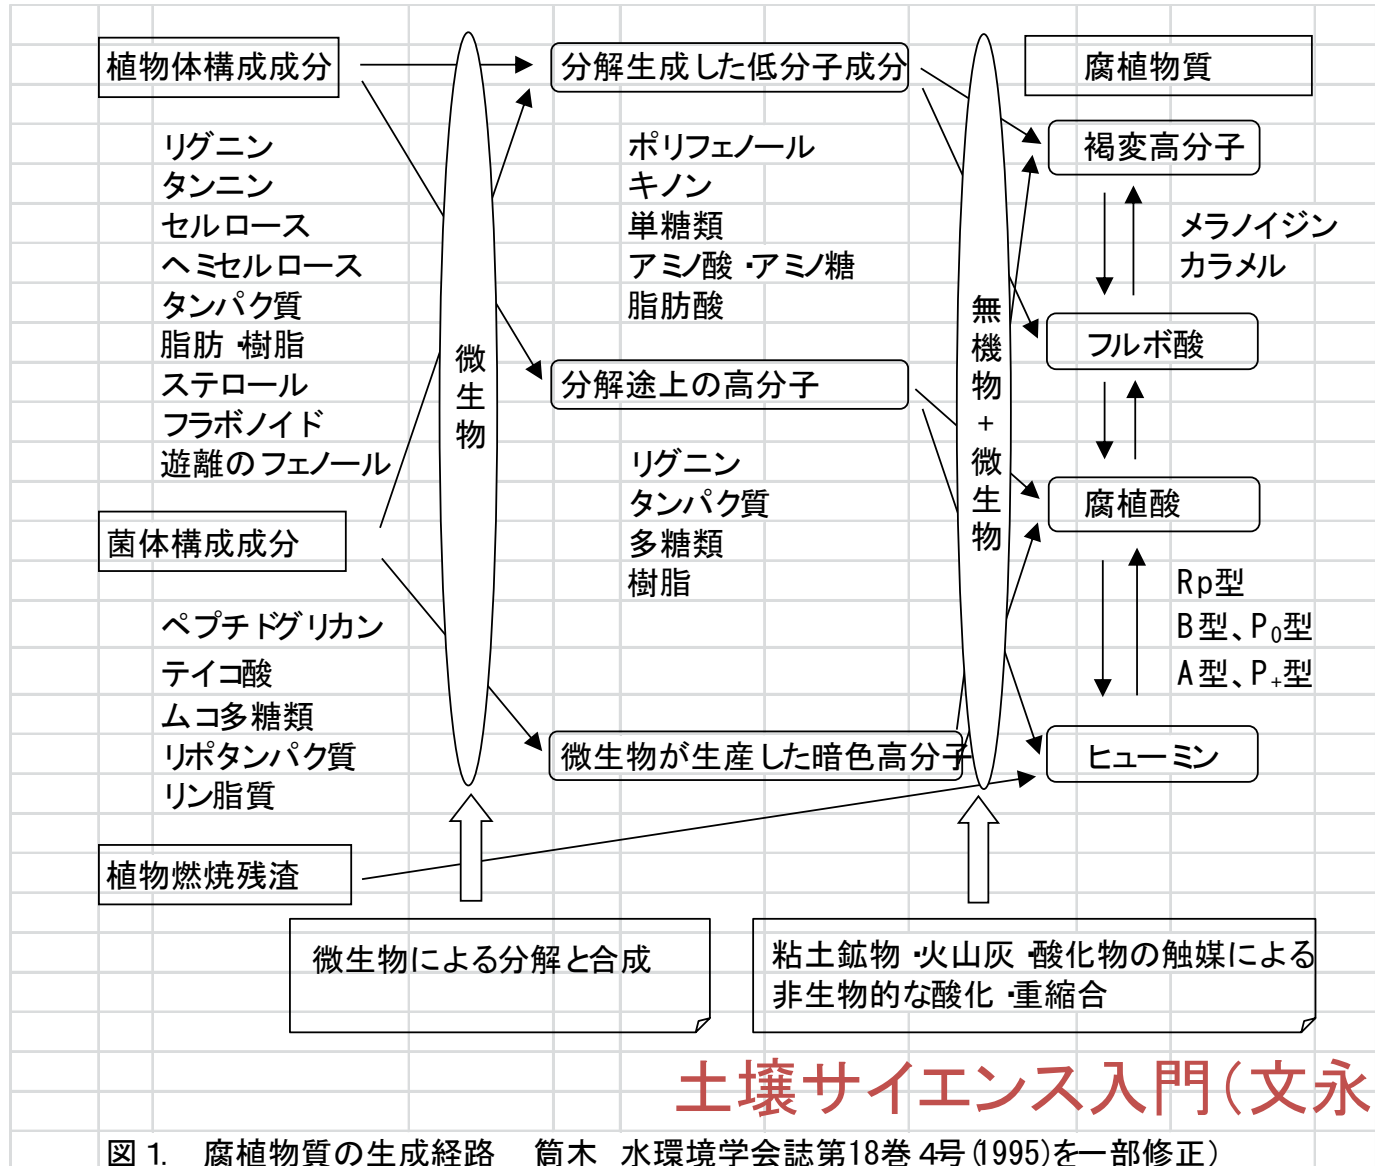 植物体構成成分
リグニン
タンニン
セルロース
ヘミセルロース
タンパク質
脂肪・樹脂
ステロール
フラボノイド
遊離のフェノール
菌体構成成分
ペプチドグリカン
テイコ酸
ムコ多糖類
リポタンパク質
リン脂質
植物燃焼残渣
微生物
分解生成した低分子成分
ポリフェノール
キノン
単糖類
アミノ酸・アミノ糖
脂肪酸
分解途上の高分子
リグニン
タンパク質
多糖類
樹脂
微生物が生産した暗色高分子
無機物+微生物
腐植物質
褐変高分子
メラノイジン
カラメル
フルボ酸
腐植酸
Rp型
B型、P₀型
A型、P₊型
ヒューミン
微生物による分解と合成
粘土鉱物・火山灰・酸化物の触媒による
非生物的な酸化・重縮合
土壌サイエンス入門(文永
図 1. 腐植物質の生成経路 筒木 水環境学会誌第18巻 4号(1995)を一部修正)